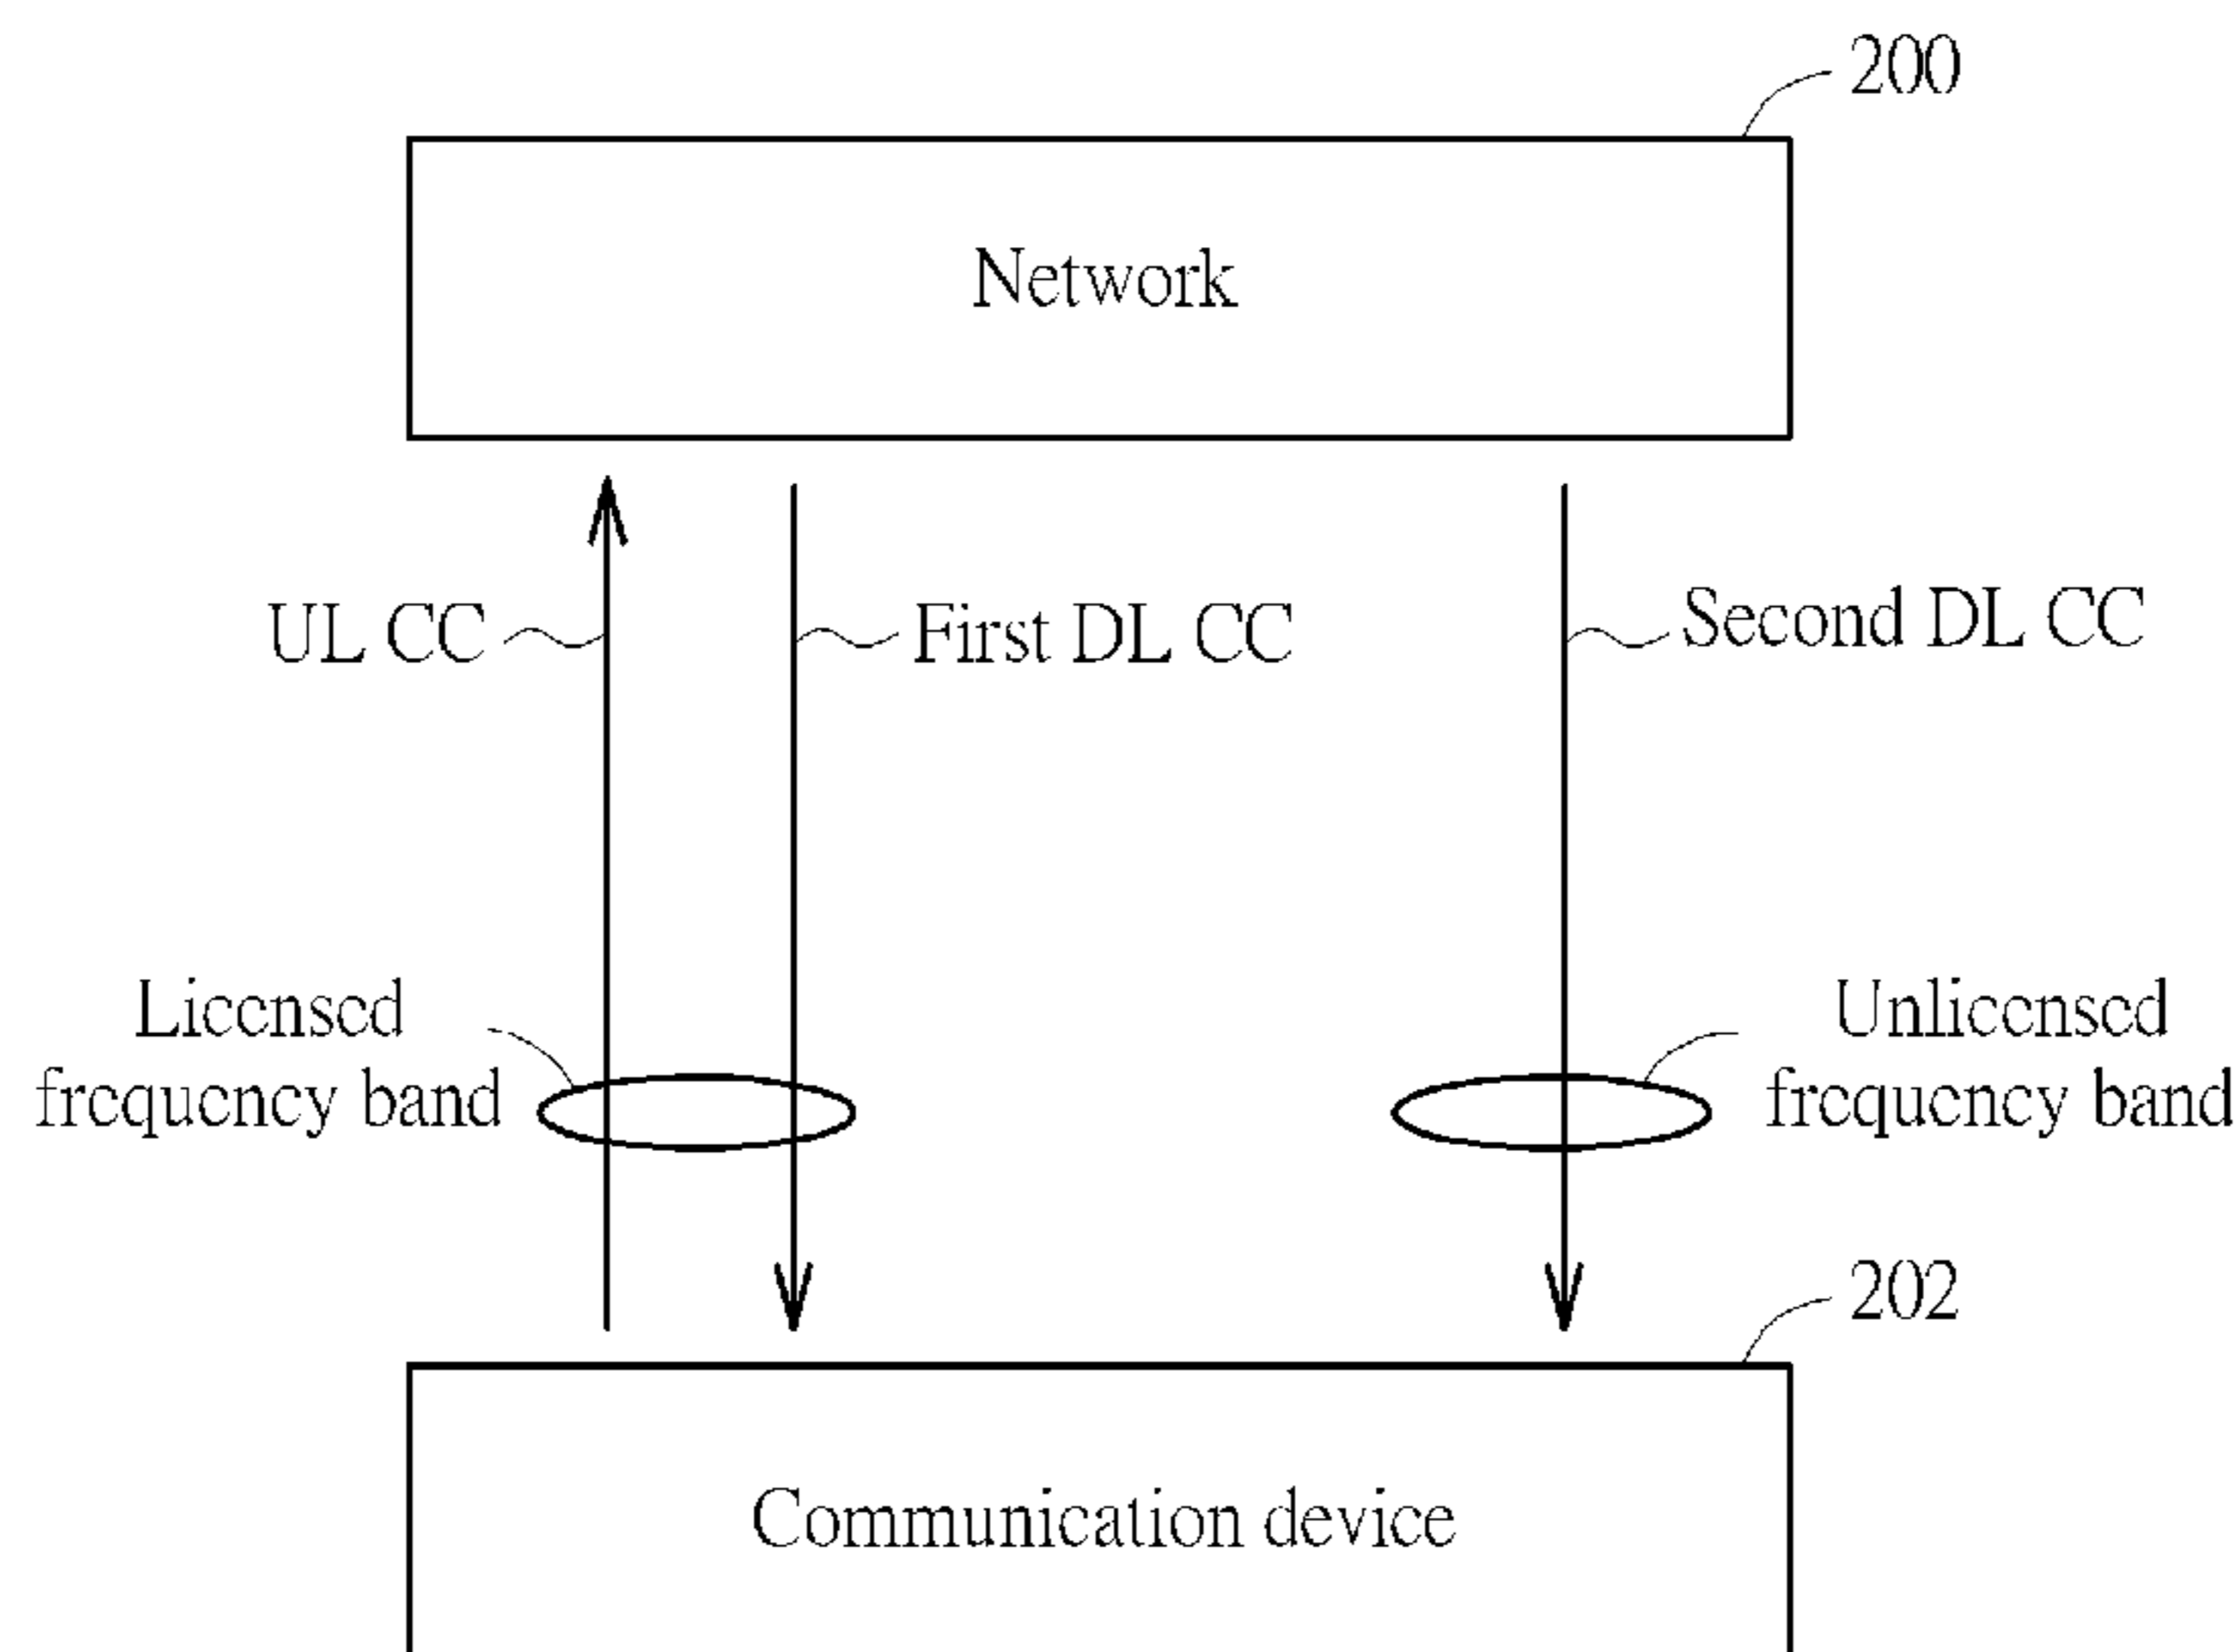 200
Network
UL CC
First DL CC
Second DL CC
Licensed
frequency band
Unlicensed
frequency band
202
Communication device